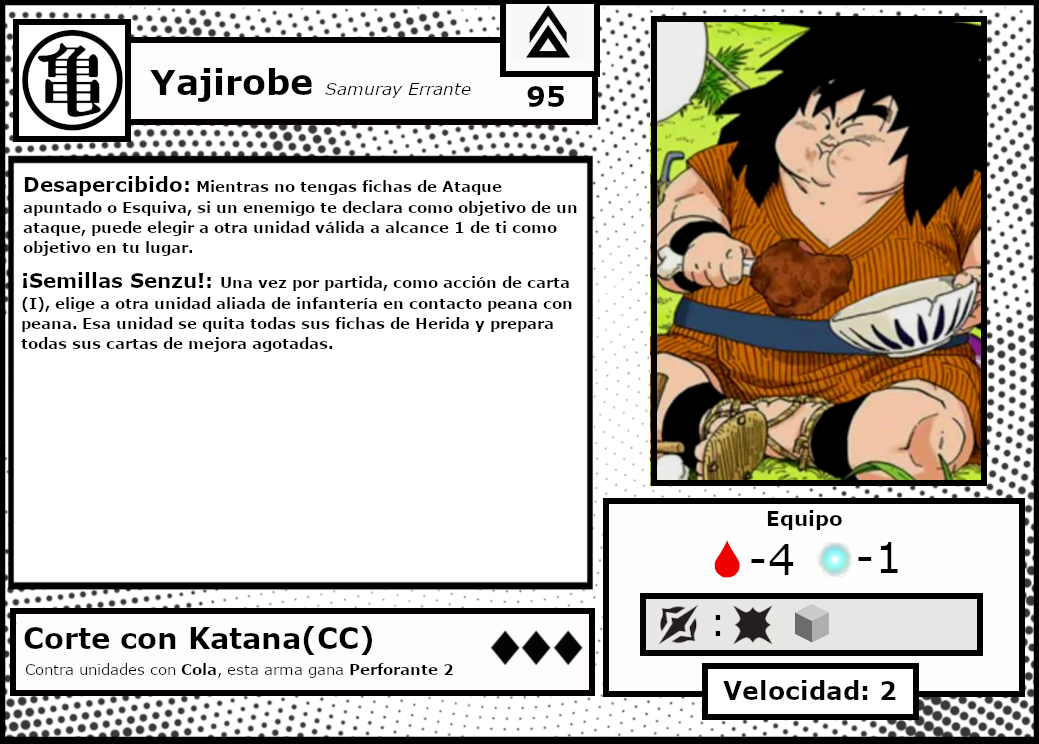 亀
Yajirobe Samuray Errante
95
Desapercibido: Mientras no tengas fichas de Ataque
apuntado o Esquiva, si un enemigo te declara como objetivo de un
ataque, puede elegir a otra unidad válida a alcance 1 de ti como
objetivo en tu lugar.
¡Semillas Senzu!: Una vez por partida, como acción de carta
(I), elige a otra unidad aliada de infantería en contacto peana con
peana. Esa unidad se quita todas sus fichas de Herida y prepara
todas sus cartas de mejora agotadas.
Corte con Katana(CC)
Contra unidades con Cola, esta arma gana Perforante 2
Equipo
-4 -1
:
Velocidad: 2